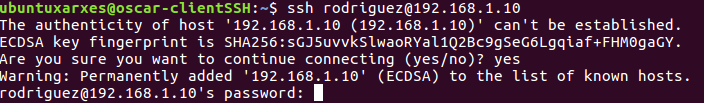 ubuntuxarxes@oscar-clientSSH:~$ ssh rodriguez@192.168.1.10
The authenticity of host '192.168.1.10 (192.168.1.10)' can't be established.
ECDSA key fingerprint is SHA256:sGJ5uvvkSlwaoRYal1Q2Bc9gSeG6Lgqiaf+FHM0gaGY.
Are you sure you want to continue connecting (yes/no)? yes
Warning: Permanently added '192.168.1.10' (ECDSA) to the list of known hosts.
rodriguez@192.168.1.10's password: